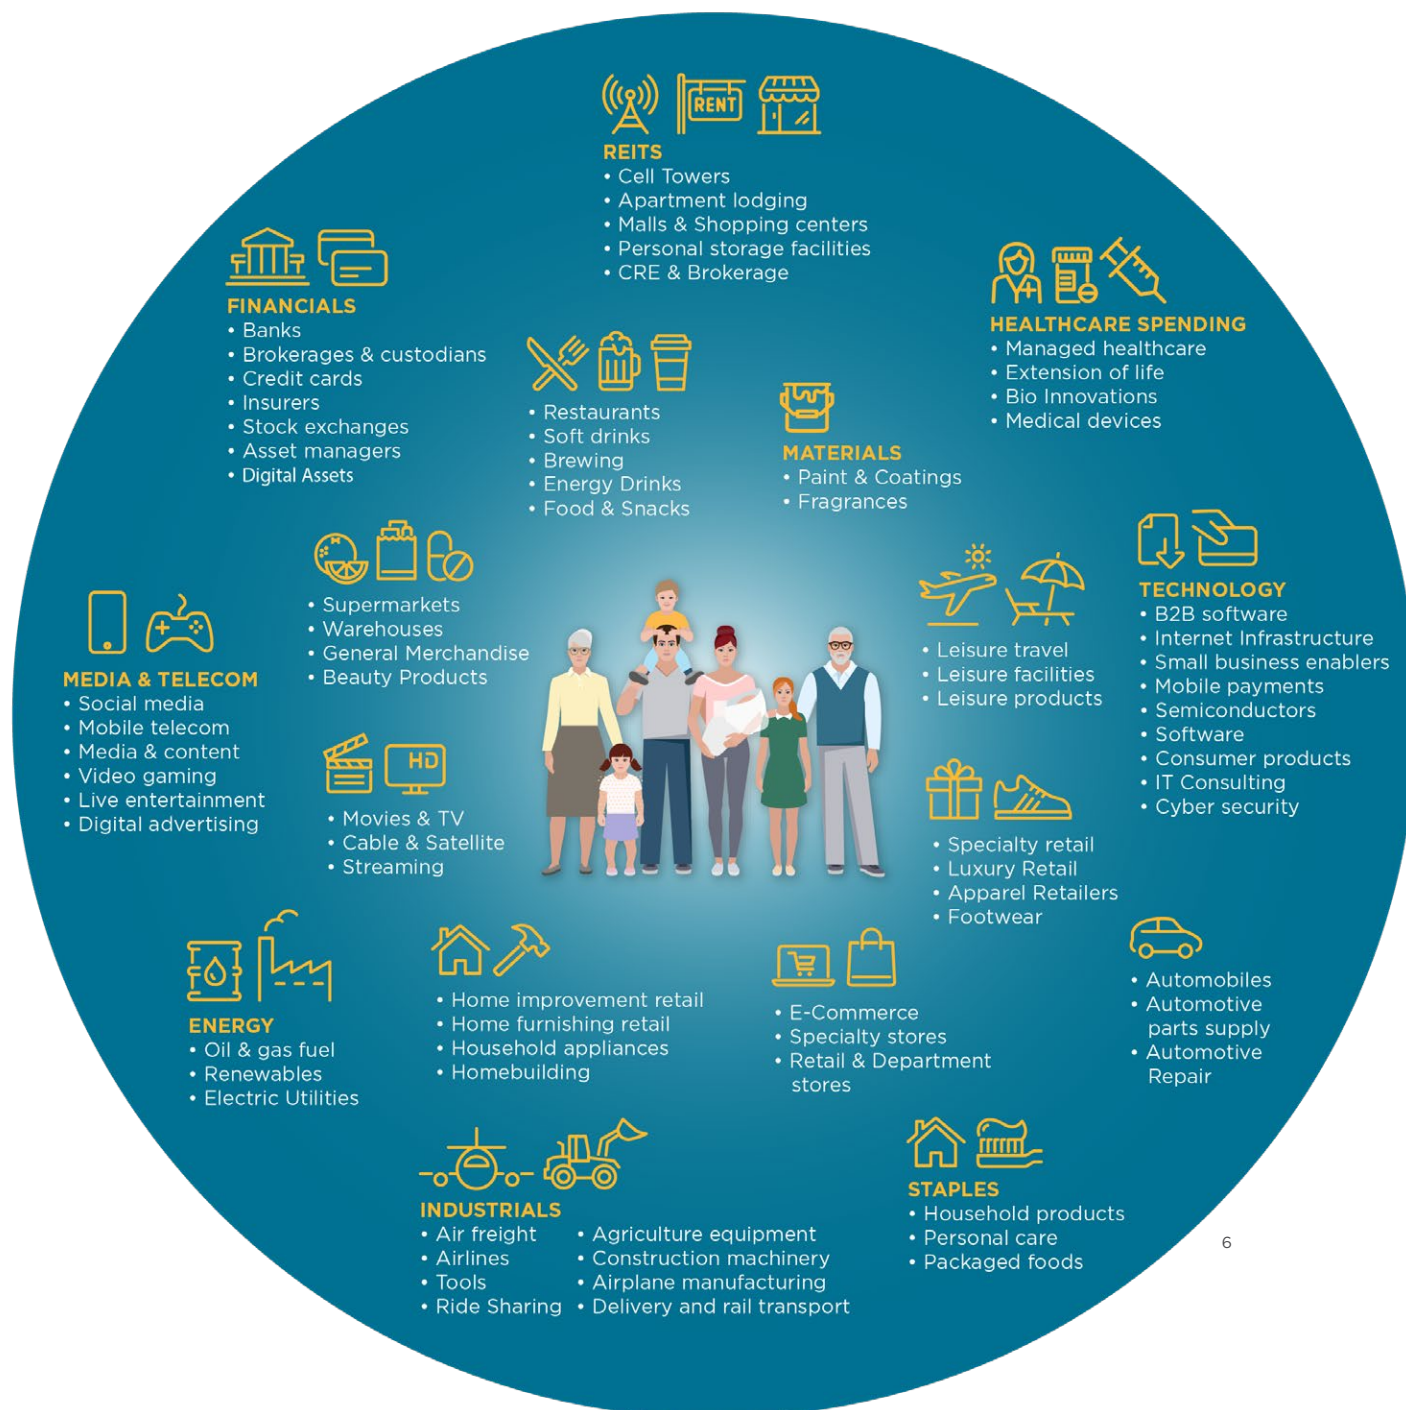 RENT
REITS
• Cell Towers
• Apartment lodging
• Malls & Shopping centers
• Personal storage facilities
• CRE & Brokerage
FINANCIALS
• Banks
• Brokerages & custodians
• Credit cards
• Insurers
• Stock exchanges
• Asset managers
• Digital Assets
• Restaurants
• Soft drinks
• Brewing
• Energy Drinks
• Food & Snacks
MATERIALS
• Paint & Coatings
• Fragrances
HEALTHCARE SPENDING
• Managed healthcare
• Extension of life
• Bio Innovations
• Medical devices
• Supermarkets
• Warehouses
• General Merchandise
• Beauty Products
MEDIA & TELECOM
• Social media
• Mobile telecom
• Media & content
• Video gaming
• Live entertainment
• Digital advertising
HD
• Movies & TV
• Cable & Satellite
• Streaming
• Leisure travel
• Leisure facilities
• Leisure products
TECHNOLOGY
• B2B software
• Internet Infrastructure
• Small business enablers
• Mobile payments
• Semiconductors
• Software
• Consumer products
• IT Consulting
• Cyber security
• Specialty retail
• Luxury Retail
• Apparel Retailers
• Footwear
ENERGY
• Oil & gas fuel
• Renewables
• Electric Utilities
• Home improvement retail
• Home furnishing retail
• Household appliances
• Homebuilding
• E-Commerce
• Specialty stores
• Retail & Department
stores
• Automobiles
• Automotive
parts supply
• Automotive
Repair
INDUSTRIALS
• Air freight
• Airlines
• Tools
• Ride Sharing
• Agriculture equipment
• Construction machinery
• Airplane manufacturing
• Delivery and rail transport
STAPLES
• Household products
• Personal care
• Packaged foods
6